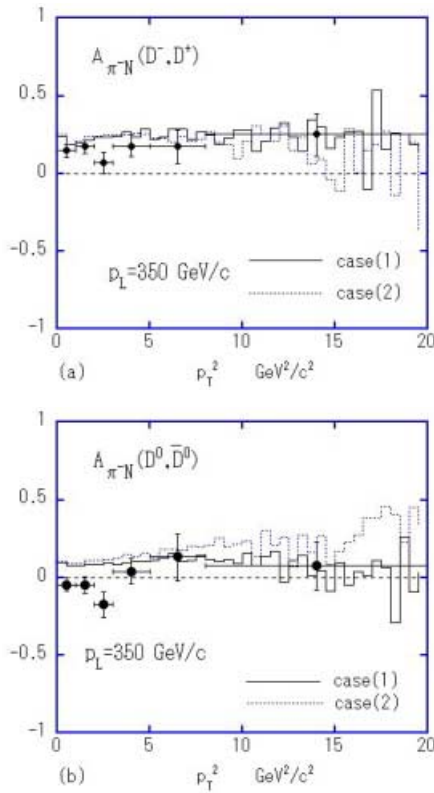 1
A π⁻N (D⁻,D⁺)
0.5
0
-0.5
p_L=350 GeV/c
case(1)
case(2)
-1
0 5 10 15 20
(a) p_T² GeV²/c²
1
A π⁻N (D⁰,D̅⁰)
0.5
0
-0.5
p_L=350 GeV/c
case(1)
case(2)
-1
0 5 10 15 20
(b) p_T² GeV²/c²